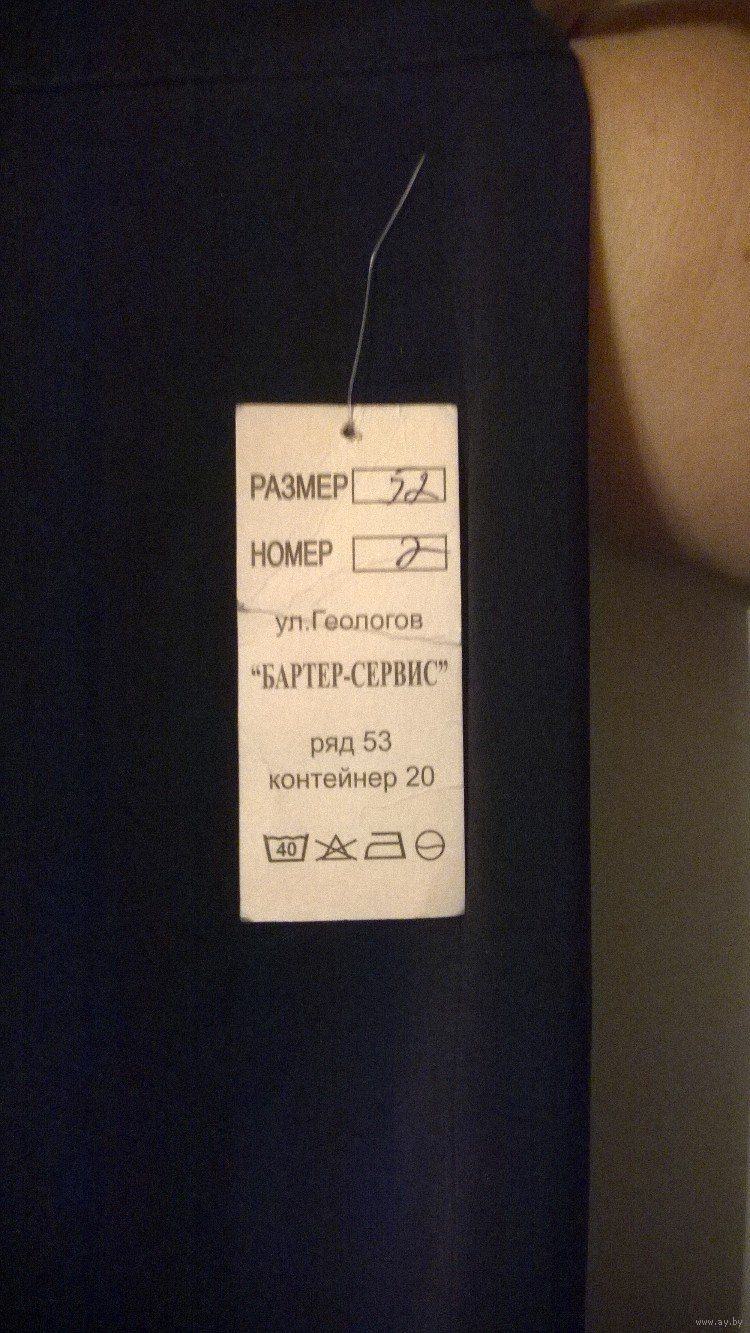 РАЗМЕР 52
НОМЕР 2
ул.Геологов
“БАРТЕР-СЕРВИС”
ряд 53
контейнер 20
40
www.ay.by